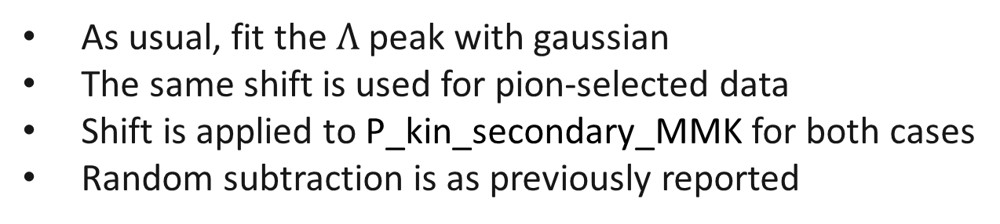 • As usual, fit the Λ peak with gaussian
• The same shift is used for pion-selected data
• Shift is applied to P_kin_secondary_MMK for both cases
• Random subtraction is as previously reported